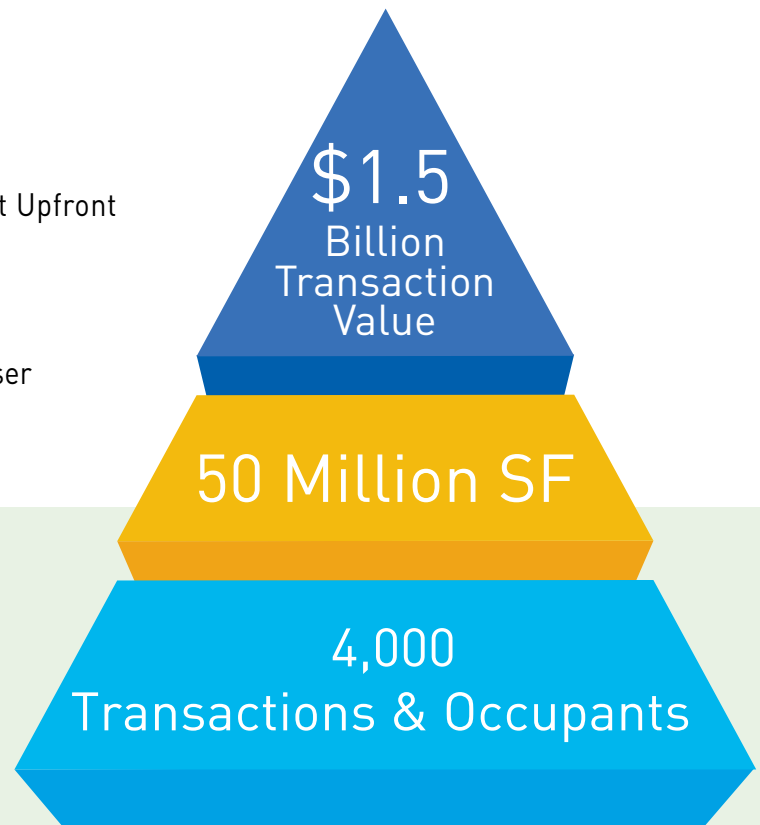 $1.5
t Upfront
Billion
Transaction
Value
ser
50 Million SF
4,000
Transactions & Occupants